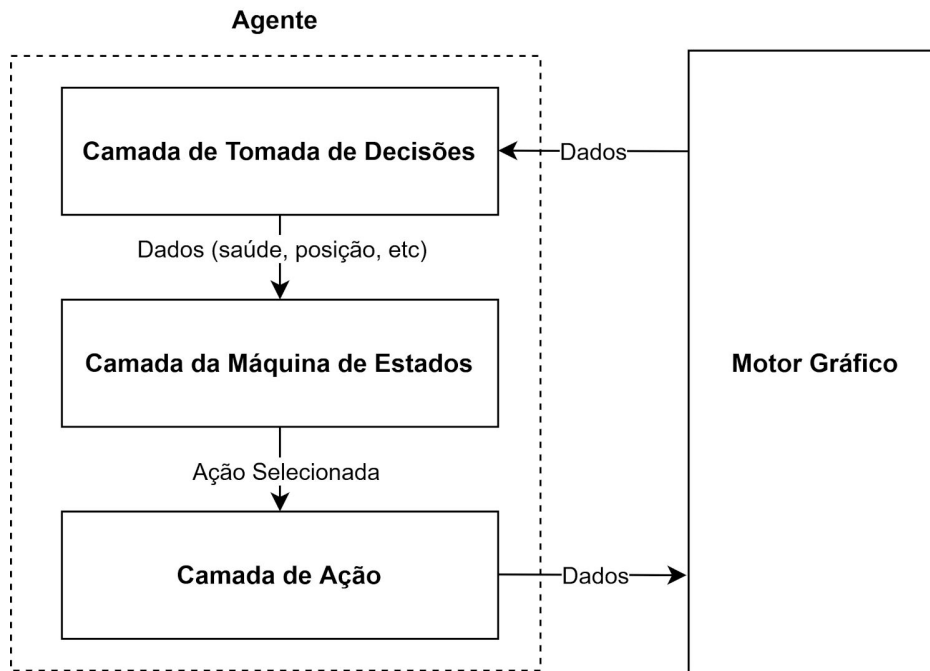 Agente
Camada de Tomada de Decisões
Dados
Dados (saúde, posição, etc)
Camada da Máquina de Estados
Motor Gráfico
Ação Selecionada
Camada de Ação
Dados